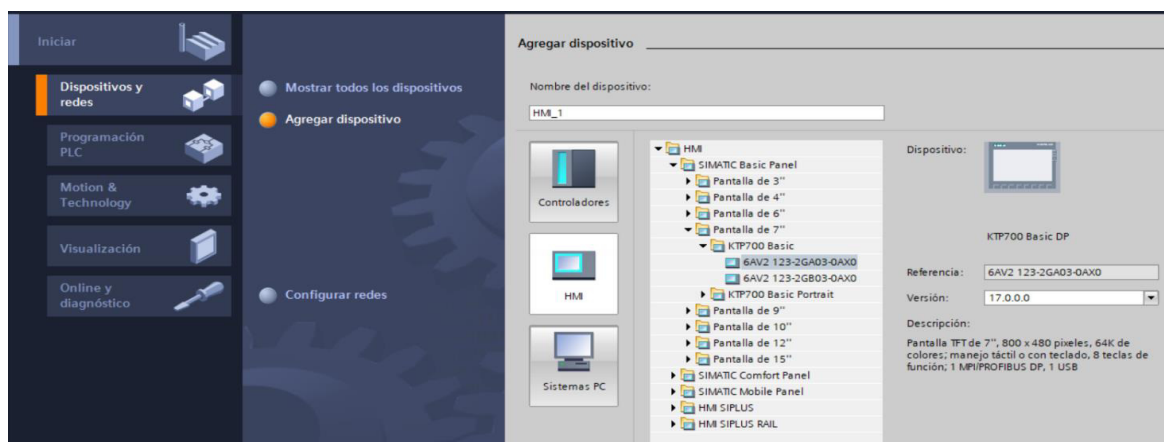 Iniciar
Dispositivos y
redes
Programación
PLC
Motion &
Technology
Visualización
Online y
diagnóstico
Mostrar todos los dispositivos
Agregar dispositivo
Configurar redes
Agregar dispositivo
Nombre del dispositivo:
HMI_1
Controladores
HMI
Sistemas PC
HMI
SIMATIC Basic Panel
Pantalla de 3''
Pantalla de 4''
Pantalla de 6''
Pantalla de 7''
KTP700 Basic
6AV2 123-2GA03-0AX0
6AV2 123-2GB03-0AX0
KTP700 Basic Portrait
Pantalla de 9''
Pantalla de 10''
Pantalla de 12''
Pantalla de 15''
SIMATIC Comfort Panel
SIMATIC Mobile Panel
HMI SIPLUS
HMI SIPLUS RAIL
Dispositivo:
KTP700 Basic DP
Referencia: 6AV2 123-2GA03-0AX0
Versión: 17.0.0.0
Descripción:
Pantalla TFT de 7'', 800 x 480 pixeles, 64K de
colores; manejo táctil o con teclado, 8 teclas de
función; 1 MPI/PROFIBUS DP, 1 USB